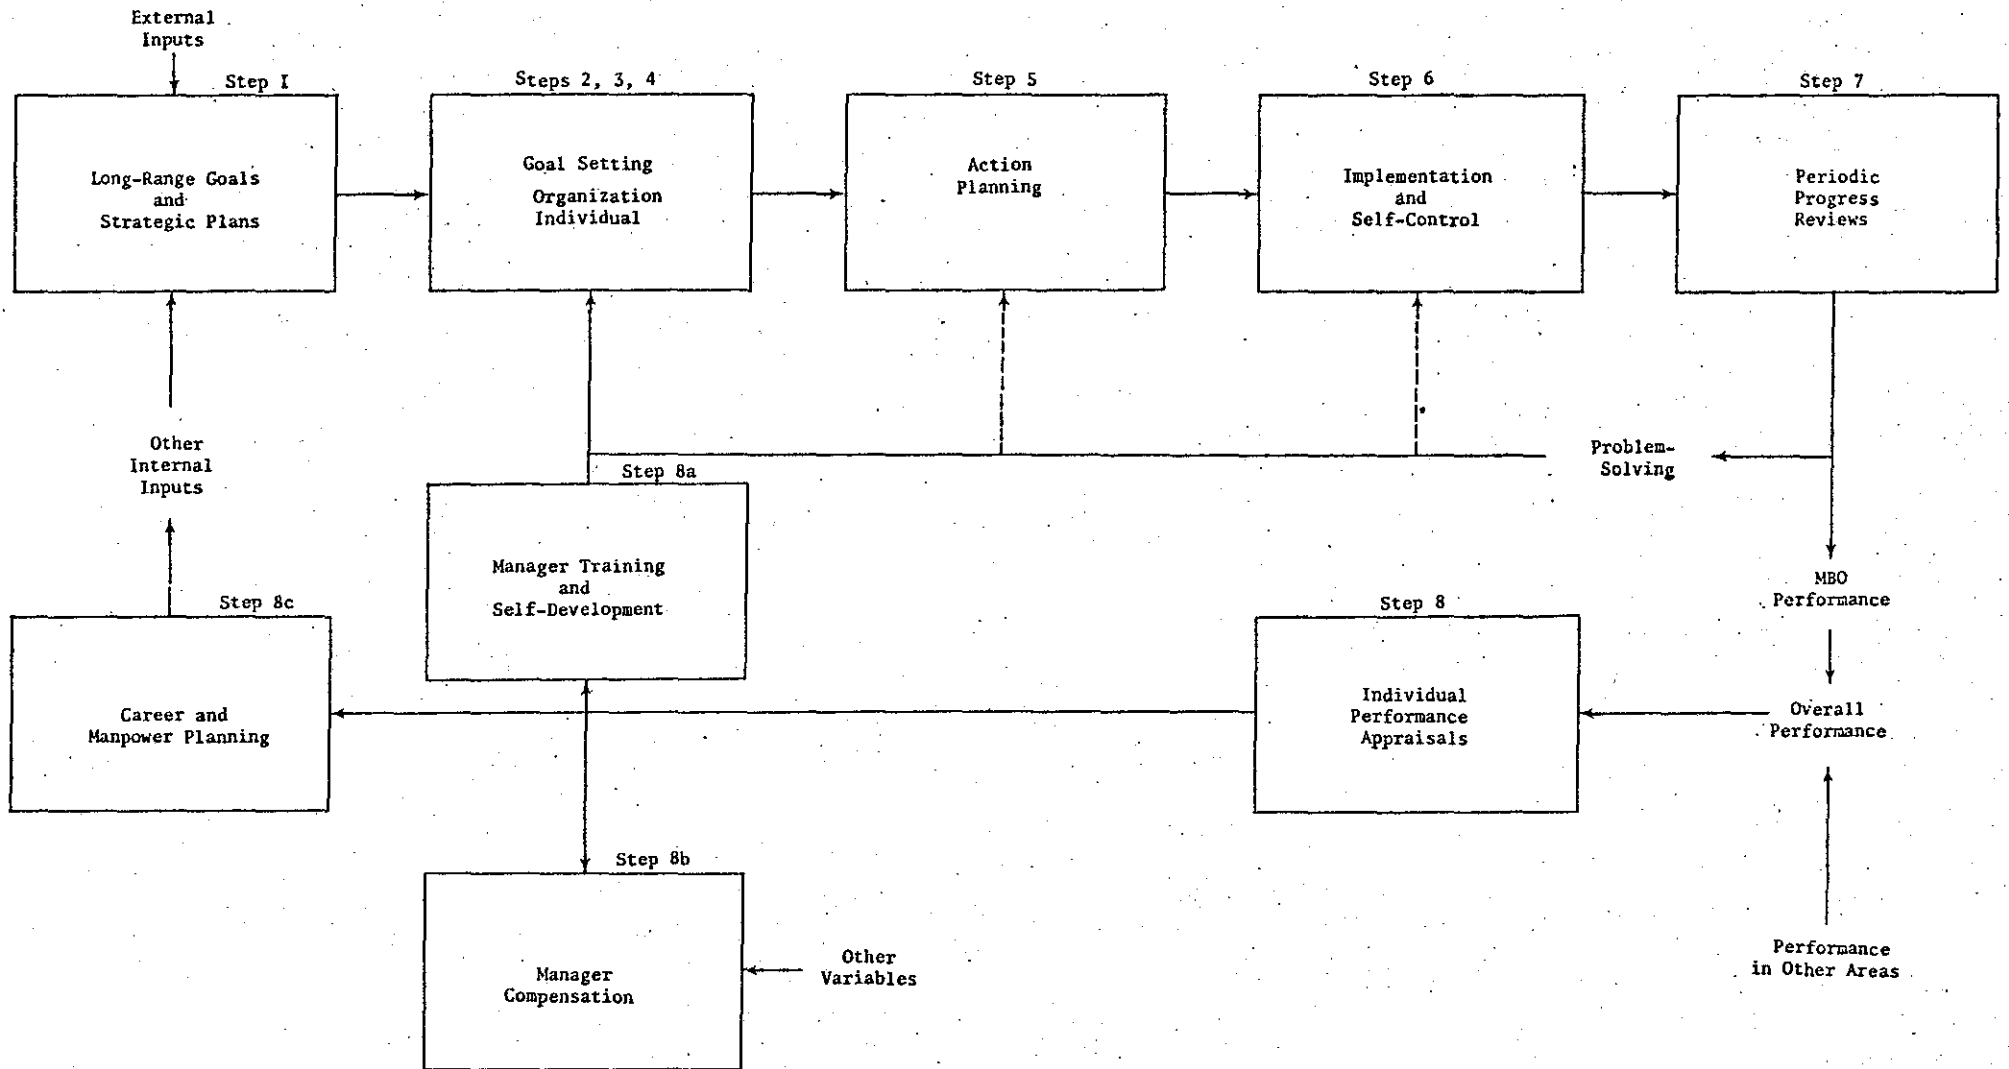 External
Inputs
Step I
Steps 2, 3, 4
Step 5
Step 6
Step 7
Long-Range Goals
and
Strategic Plans
Goal Setting
Organization
Individual
Action
Planning
Implementation
and
Self-Control
Periodic
Progress
Reviews
Other
Internal
Inputs
Problem-
Solving
Step 8a
Manager Training
and
Self-Development
MBO
Performance
Step 8c
Career and
Manpower Planning
Step 8
Individual
Performance
Appraisals
Overall
Performance
Step 8b
Manager
Compensation
Other
Variables
Performance
in Other Areas